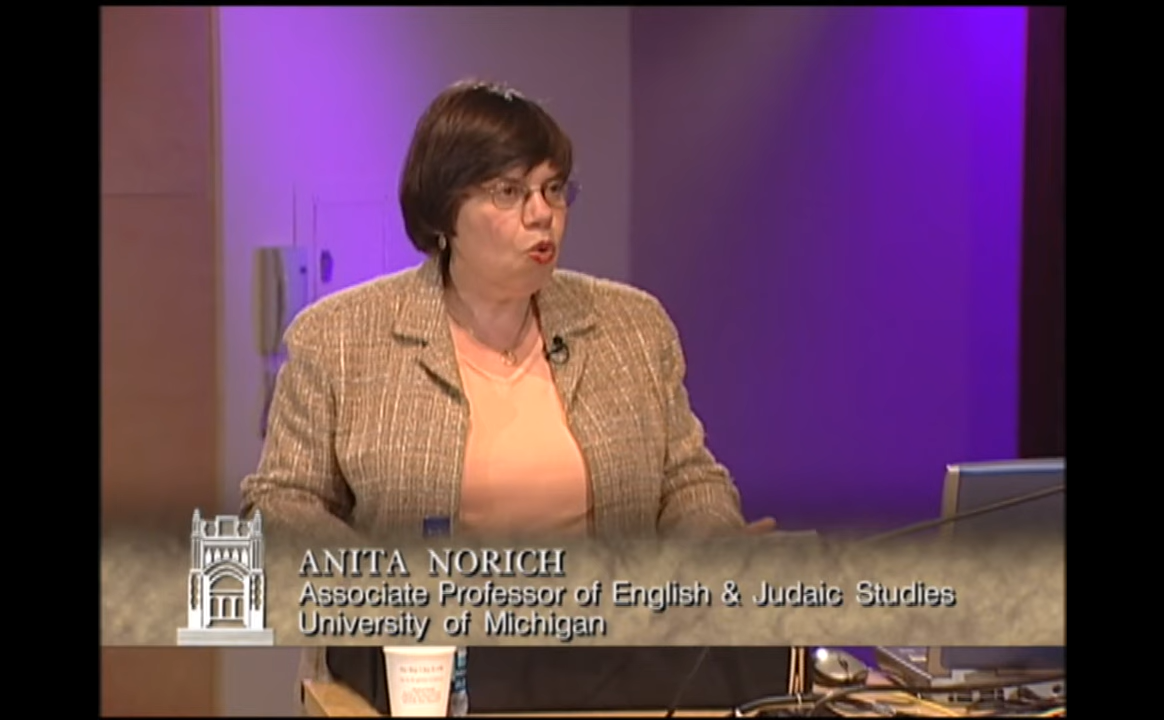 ANITA NORICH
Associate Professor of English & Judaic Studies
University of Michigan